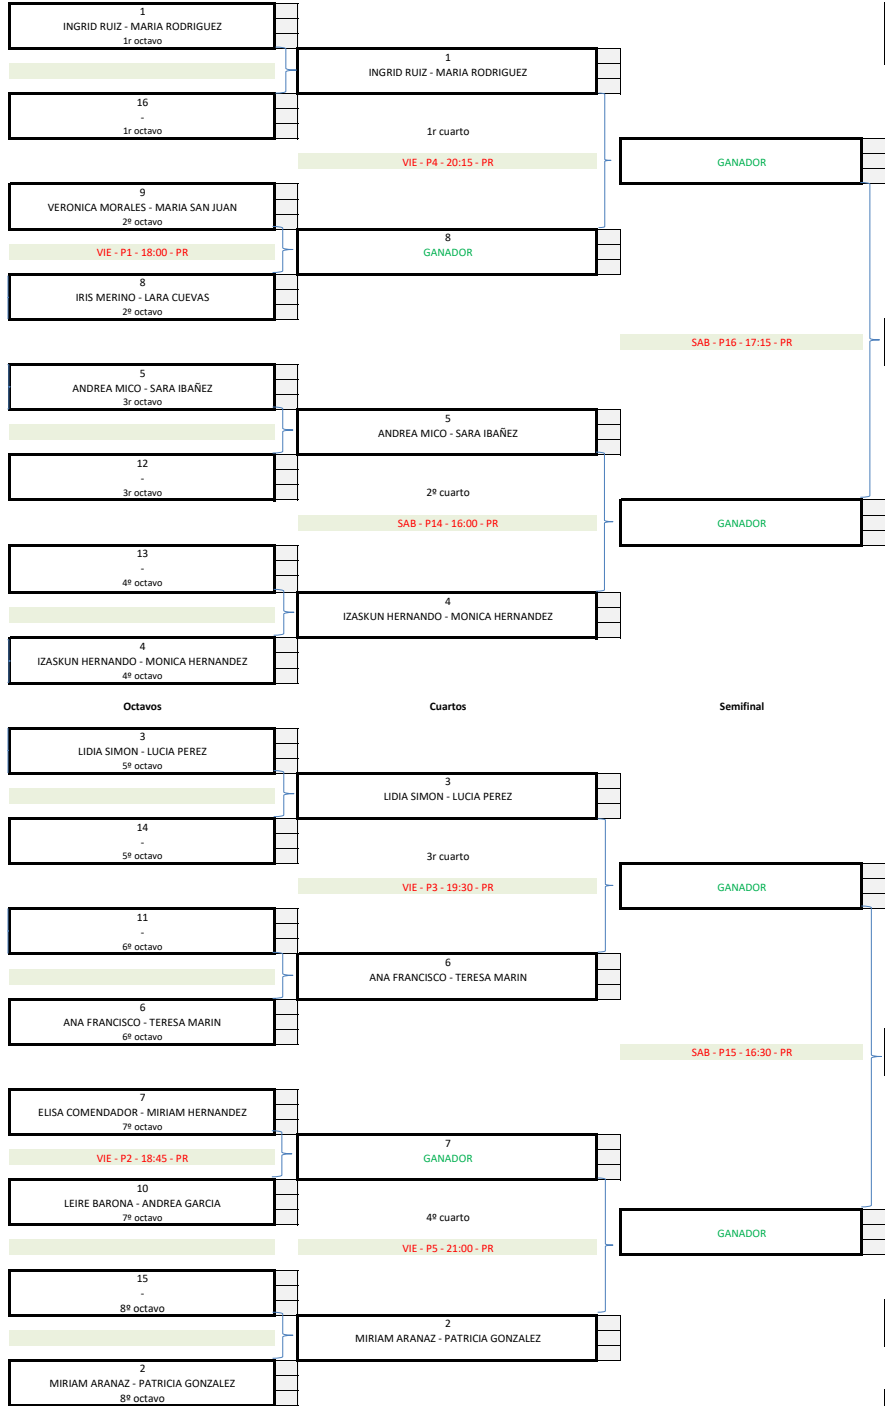 1
INGRID RUIZ - MARIA RODRIGUEZ
1r octavo
1
INGRID RUIZ - MARIA RODRIGUEZ
16
-
1r octavo
1r cuarto
VIE - P4 - 20:15 - PR
GANADOR
9
VERONICA MORALES - MARIA SAN JUAN
2º octavo
VIE - P1 - 18:00 - PR
8
GANADOR
8
IRIS MERINO - LARA CUEVAS
2º octavo
SAB - P16 - 17:15 - PR
5
ANDREA MICO - SARA IBAÑEZ
3r octavo
5
ANDREA MICO - SARA IBAÑEZ
12
-
3r octavo
2º cuarto
SAB - P14 - 16:00 - PR
GANADOR
13
-
4º octavo
4
IZASKUN HERNANDO - MONICA HERNANDEZ
4
IZASKUN HERNANDO - MONICA HERNANDEZ
4º octavo
Octavos Cuartos Semifinal
3
LIDIA SIMON - LUCIA PEREZ
5º octavo
3
LIDIA SIMON - LUCIA PEREZ
14
-
5º octavo
3r cuarto
VIE - P3 - 19:30 - PR
GANADOR
11
-
6º octavo
6
ANA FRANCISCO - TERESA MARIN
6
ANA FRANCISCO - TERESA MARIN
6º octavo
SAB - P15 - 16:30 - PR
7
ELISA COMENDADOR - MIRIAM HERNANDEZ
7º octavo
VIE - P2 - 18:45 - PR
7
GANADOR
10
LEIRE BARONA - ANDREA GARCIA
7º octavo
4º cuarto
VIE - P5 - 21:00 - PR
GANADOR
15
-
8º octavo
2
MIRIAM ARANAZ - PATRICIA GONZALEZ
2
MIRIAM ARANAZ - PATRICIA GONZALEZ
8º octavo